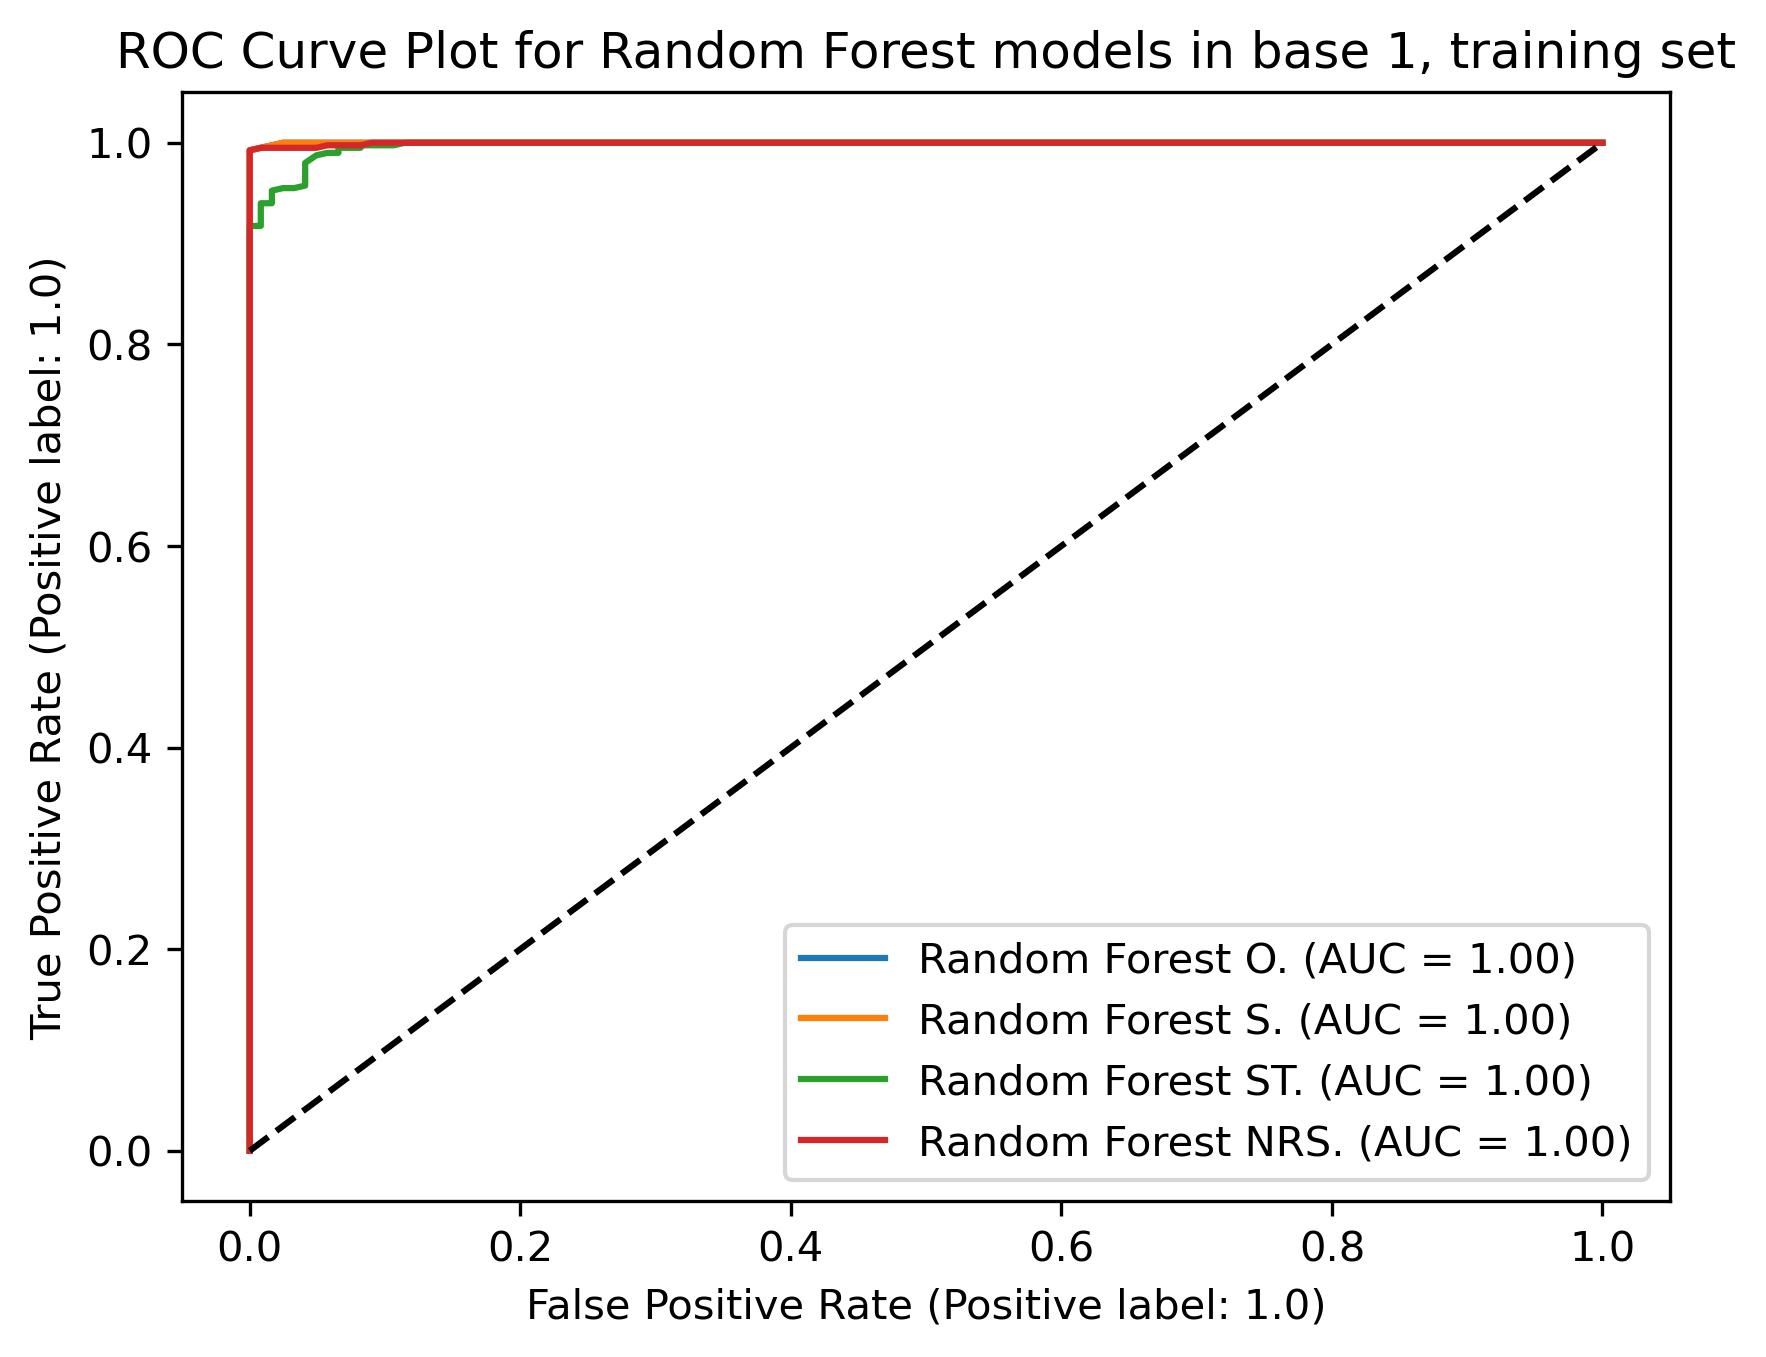 ROC Curve Plot for Random Forest models in base 1, training set
True Positive Rate (Positive label: 1.0)
1.0
0.8
0.6
0.4
0.2
0.0
Random Forest O. (AUC = 1.00)
Random Forest S. (AUC = 1.00)
Random Forest ST. (AUC = 1.00)
Random Forest NRS. (AUC = 1.00)
0.0 0.2 0.4 0.6 0.8 1.0
False Positive Rate (Positive label: 1.0)